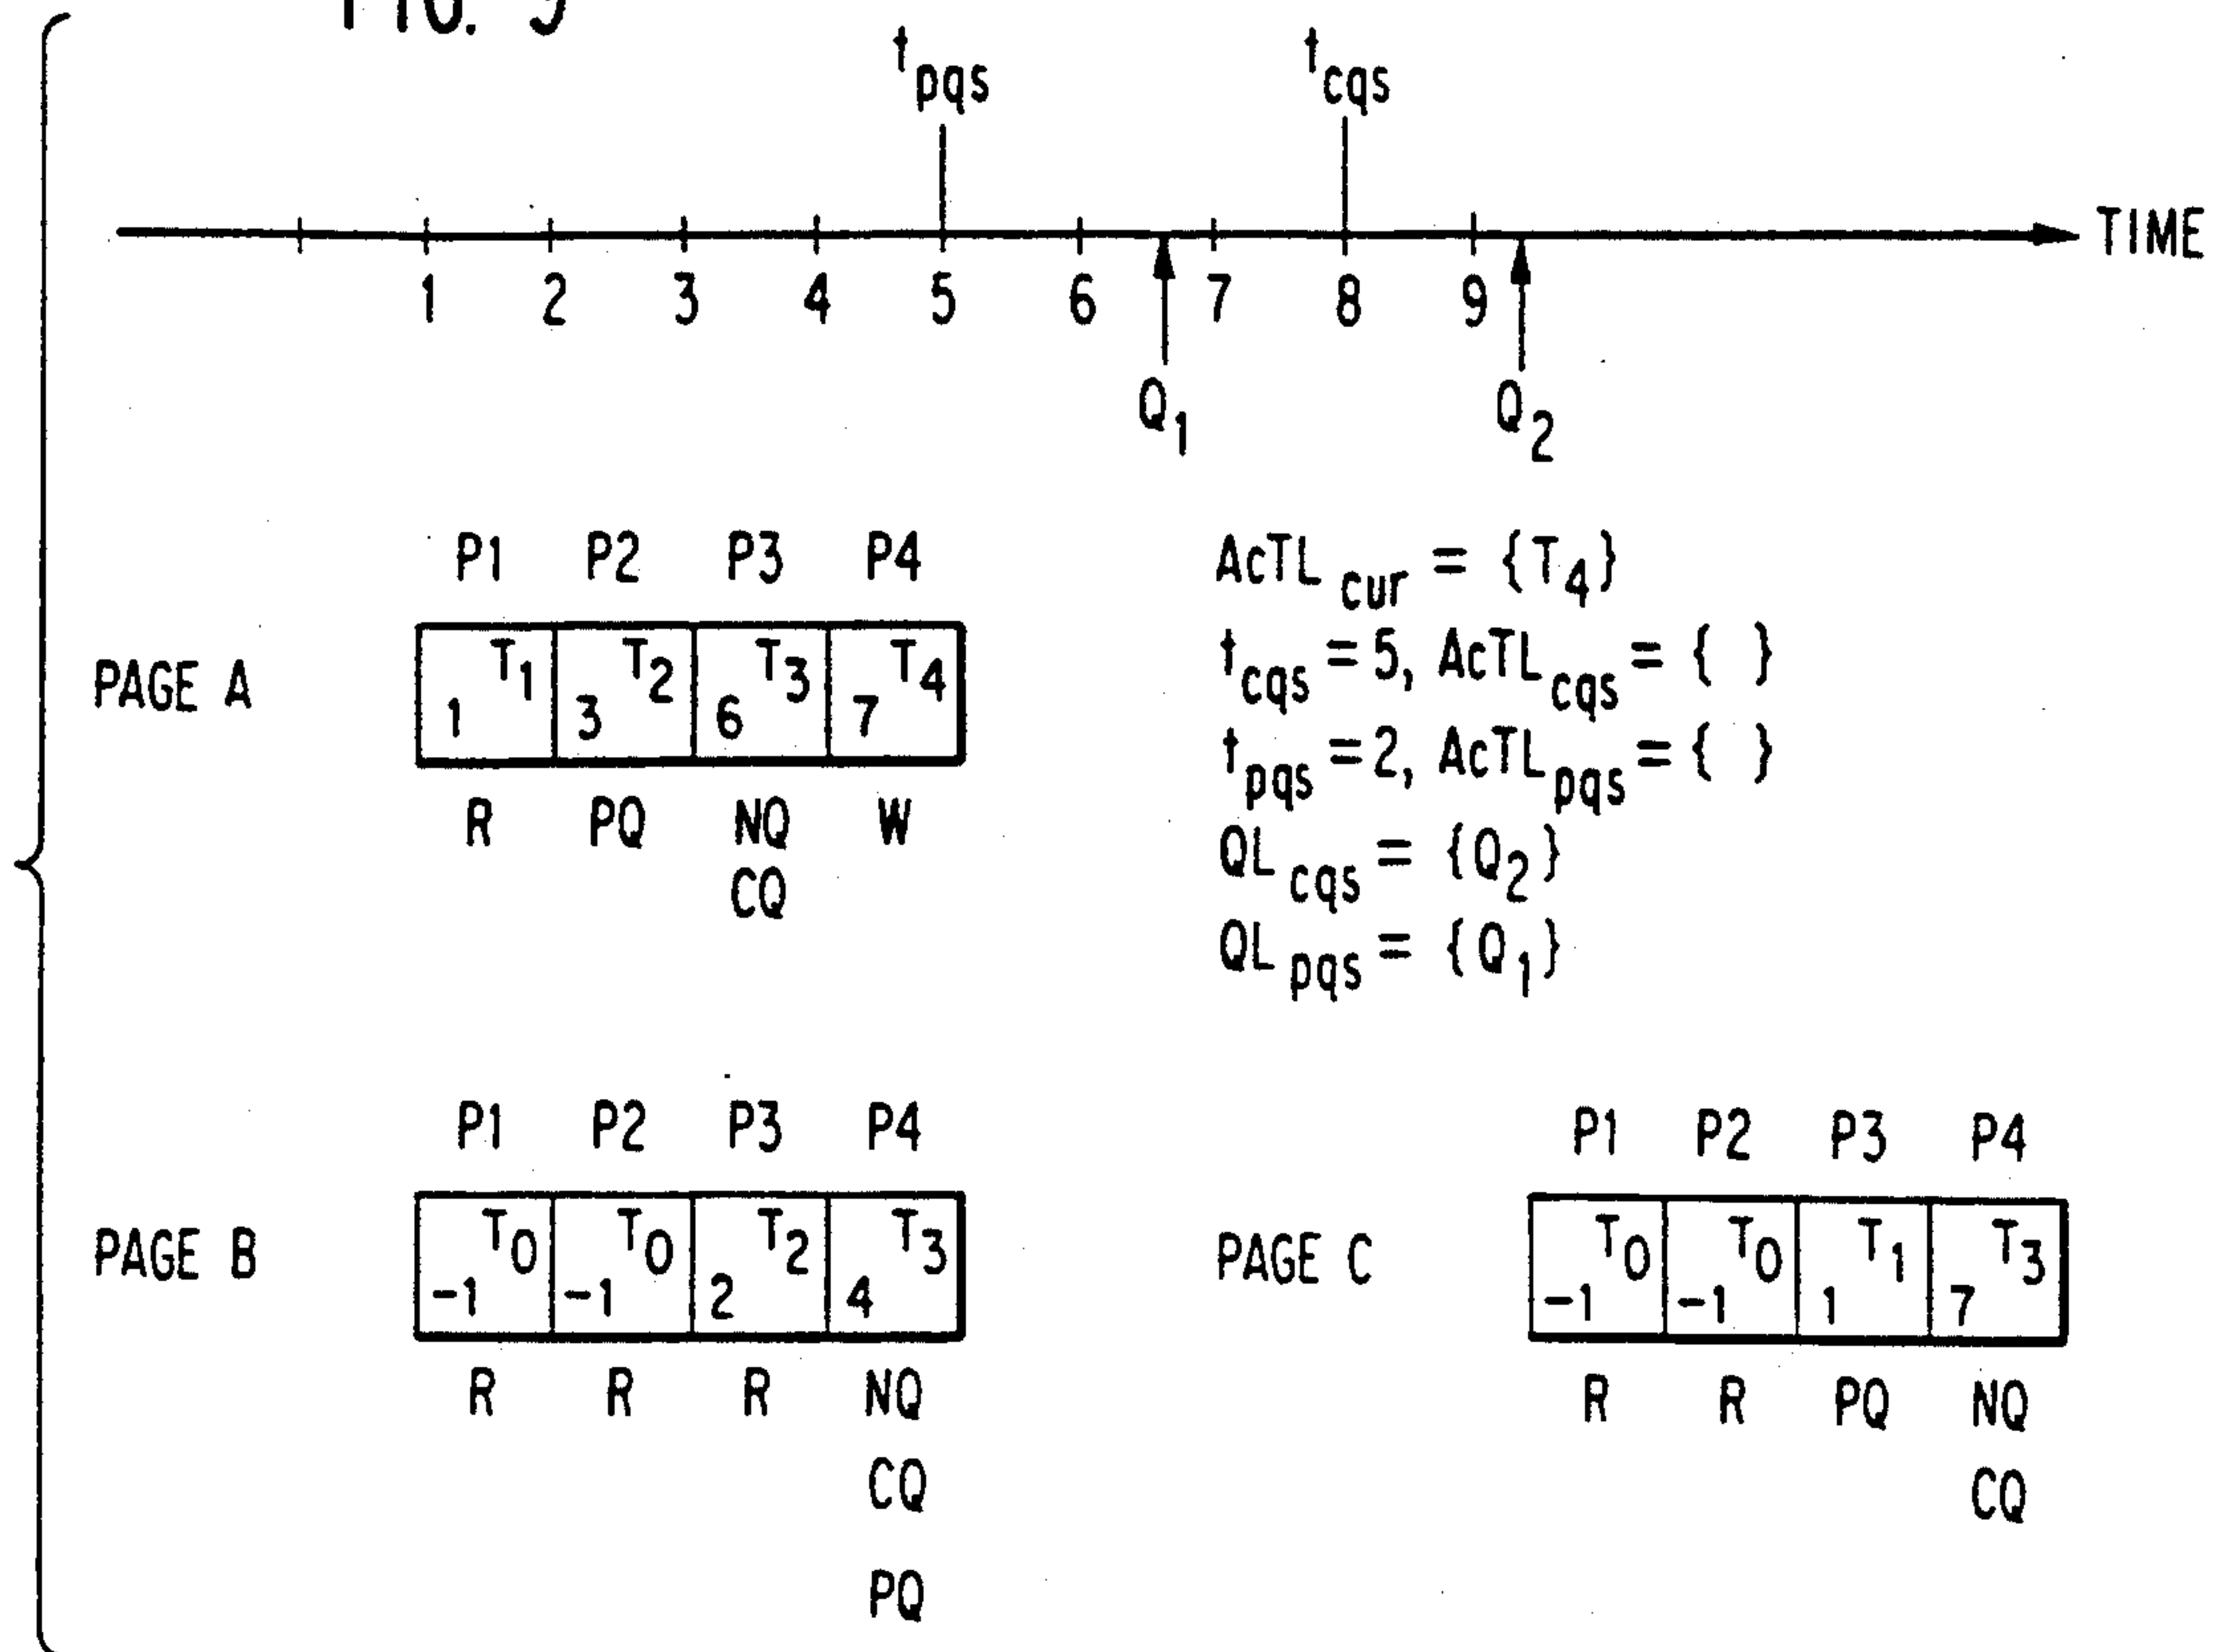 FIG. 5
t_pqs t_cqs
TIME
1 2 3 4 5 6 7 8 9
Q_1 Q_2
P1 P2 P3 P4
PAGE A
T_1 T_2 T_3 T_4
1 3 6 7
R PQ NQ W
CQ
AcTL_cur = {T_4}
t_cqs = 5, AcTL_cqs = { }
t_pqs = 2, AcTL_pqs = { }
QL_cqs = {Q_2}
QL_pqs = {Q_1}
P1 P2 P3 P4
PAGE B
T_0 T_0 T_2 T_3
-1 -1 2 4
R R R NQ
CQ
PQ
P1 P2 P3 P4
PAGE C
T_0 T_0 T_1 T_3
-1 -1 1 7
R R PQ NQ
CQ